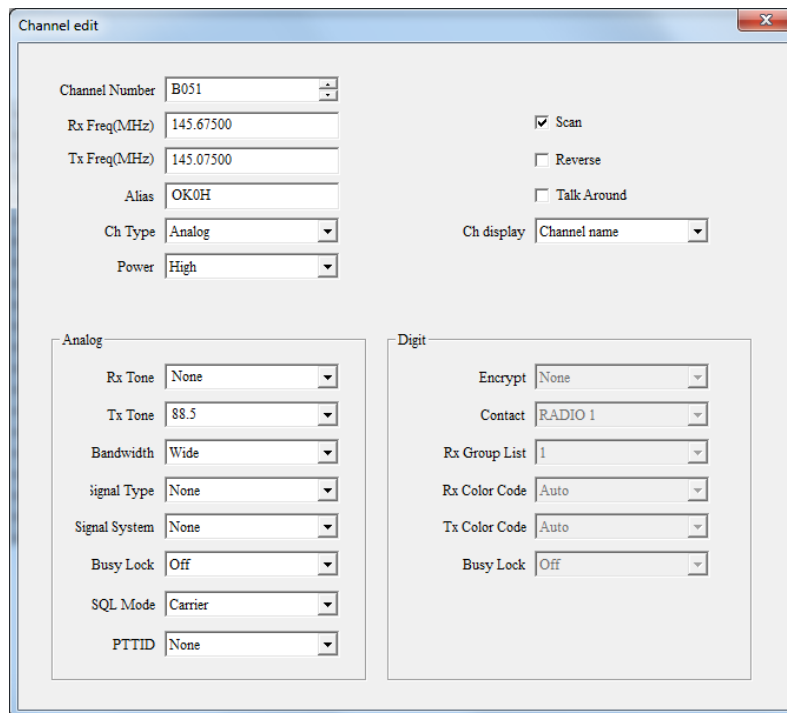 Channel edit
Channel Number B051
Rx Freq(MHz) 145.67500
Scan
Tx Freq(MHz) 145.07500
Reverse
Alias OK0H
Talk Around
Ch Type Analog
Ch display Channel name
Power High
Analog
Rx Tone None
Tx Tone 88.5
Bandwidth Wide
Signal Type None
Signal System None
Busy Lock Off
SQL Mode Carrier
PTTID None
Digit
Encrypt None
Contact RADIO 1
Rx Group List 1
Rx Color Code Auto
Tx Color Code Auto
Busy Lock Off